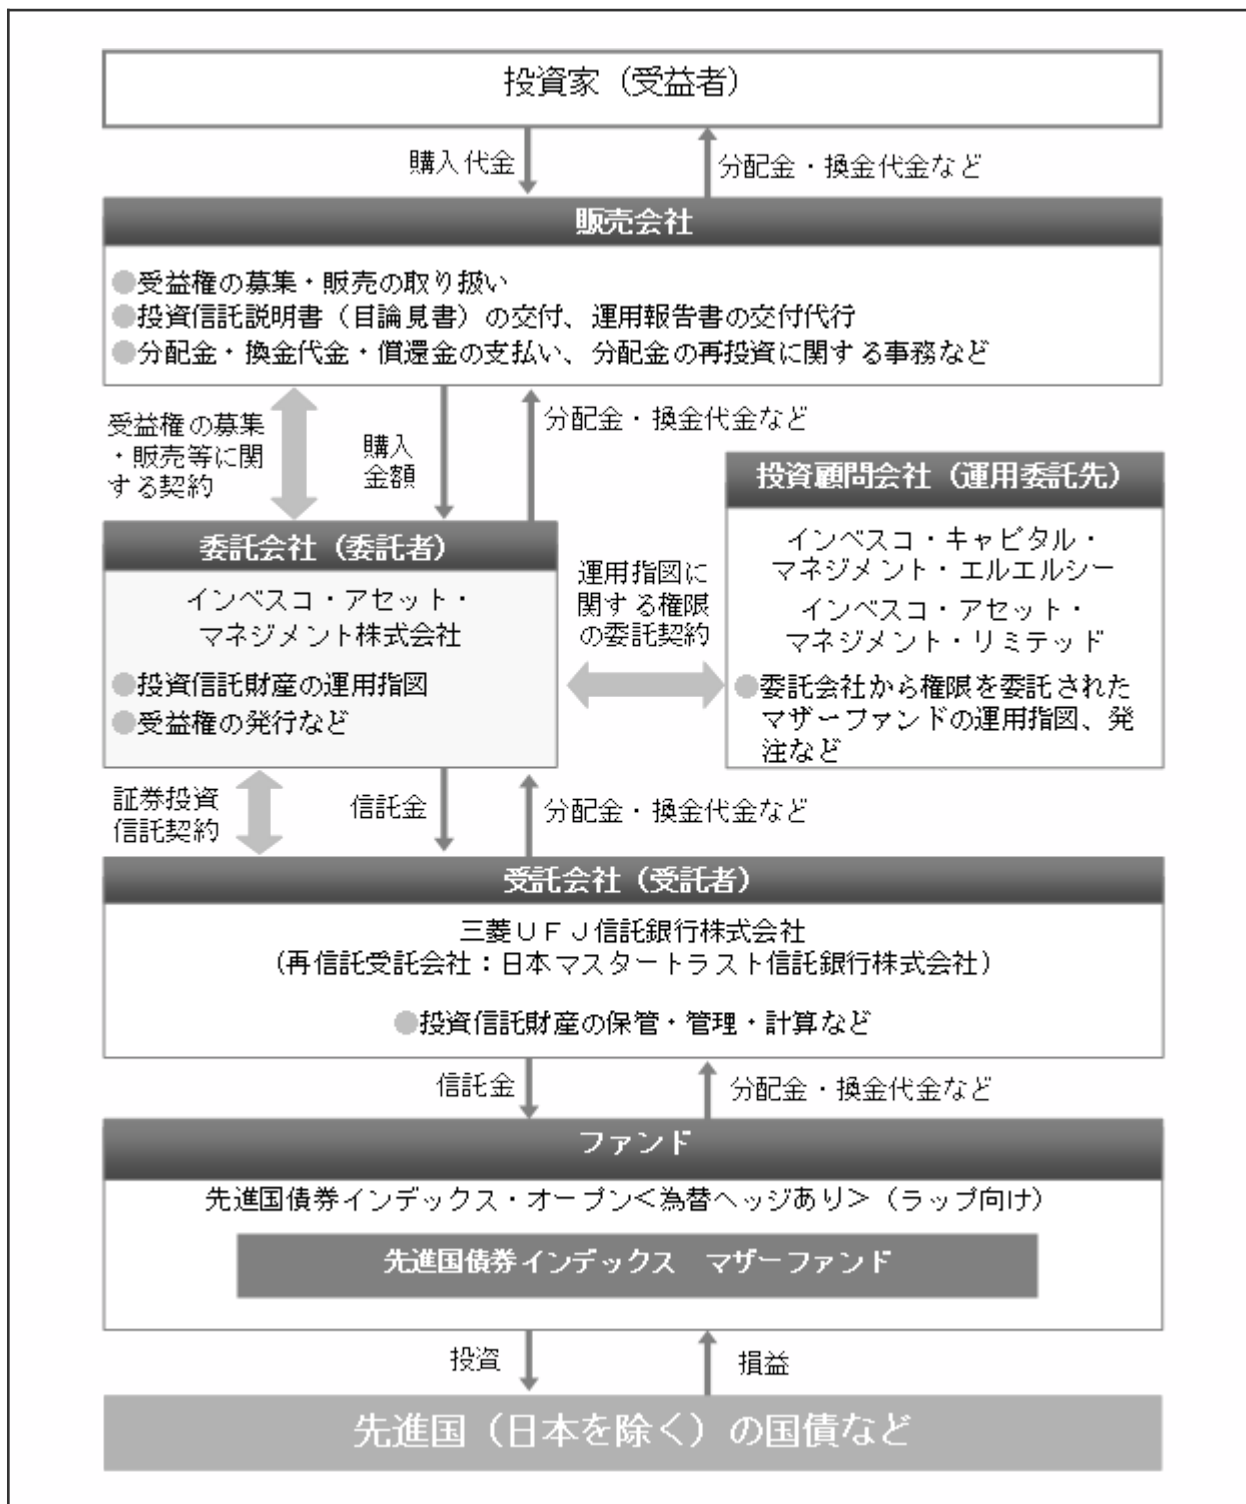 投資家（受益者）
購入代金
分配金・換金代金など
販売会社
●受益権の募集・販売の取り扱い
●投資信託説明書（目論見書）の交付、運用報告書の交付代行
●分配金・換金代金・償還金の支払い、分配金の再投資に関する事務など
受益権の募集
・販売等に関
する契約
購入
金額
分配金・換金代金など
投資顧問会社（運用委託先）
インベスコ・キャピタル・
マネジメント・エルエルシー
インベスコ・アセット・
マネジメント・リミテッド
●委託会社から権限を委託された
マザーファンドの運用指図、発
注など
委託会社（委託者）
インベスコ・アセット・
マネジメント株式会社
●投資信託財産の運用指図
●受益権の発行など
運用指図に
関する権限
の委託契約
証券投資
信託契約
信託金
分配金・換金代金など
受託会社（受託者）
三菱ＵＦＪ信託銀行株式会社
（再信託受託会社：日本マスタートラスト信託銀行株式会社）
●投資信託財産の保管・管理・計算など
信託金
分配金・換金代金など
ファンド
先進国債券インデックス・オープン＜為替ヘッジあり＞（ラップ向け）
先進国債券インデックス　マザーファンド
投資
損益
先進国（日本を除く）の国債など